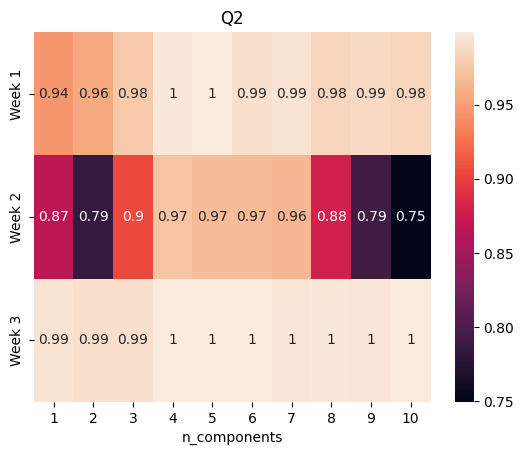 Q2
Week 1
0.94 0.96 0.98 1 1 0.99 0.99 0.98 0.99 0.98
Week 2
0.87 0.79 0.9 0.97 0.97 0.97 0.96 0.88 0.79 0.75
Week 3
0.99 0.99 0.99 1 1 1 1 1 1 1
1 2 3 4 5 6 7 8 9 10
n_components
0.95
0.90
0.85
0.80
0.75